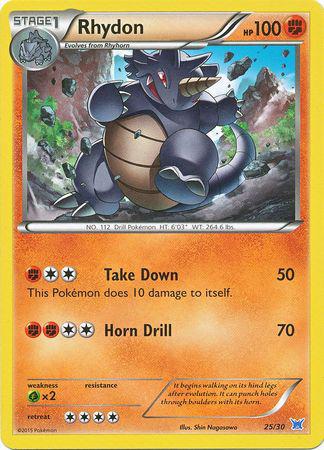 STAGE1
Rhydon
HP100
Evolves from Rhyhorn
NO. 112 Drill Pokémon HT: 6'03" WT: 264.6 lbs.
Take Down 50
This Pokémon does 10 damage to itself.
Horn Drill 70
weakness
resistance
×2
retreat
It begins walking on its hind legs
after evolution. It can punch holes
through boulders with its horn.
©2015 Pokémon
Illus. Shin Nagasawa
25/30